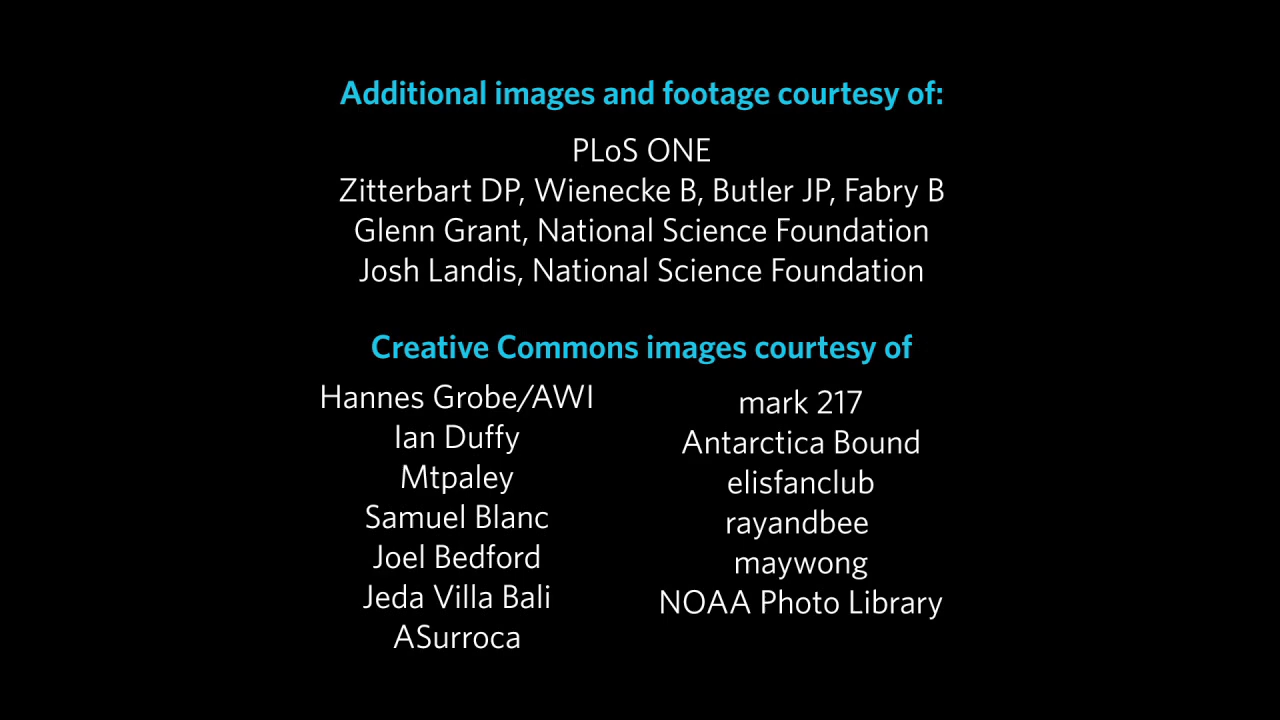 Additional images and footage courtesy of:
PLoS ONE
Zitterbart DP, Wienecke B, Butler JP, Fabry B
Glenn Grant, National Science Foundation
Josh Landis, National Science Foundation
Creative Commons images courtesy of
Hannes Grobe/AWI
Ian Duffy
Mtpaley
Samuel Blanc
Joel Bedford
Jeda Villa Bali
ASurroca
mark 217
Antarctica Bound
elisfanclub
rayandbee
maywong
NOAA Photo Library